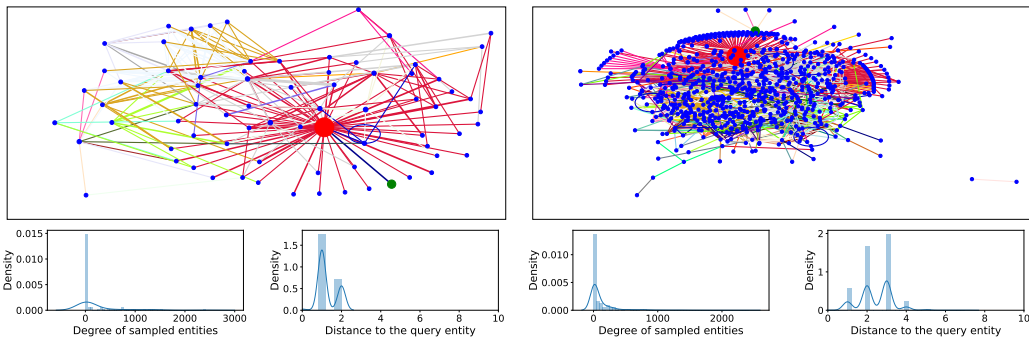 0.015
0.010
0.005
0.000
Density
0 1000 2000 3000
Degree of sampled entities
1.5
1.0
0.5
0.0
Density
0 2 4 6 8 10
Distance to the query entity
0.010
0.005
0.000
Density
0 1000 2000
Degree of sampled entities
2
1
0
Density
0 2 4 6 8 10
Distance to the query entity